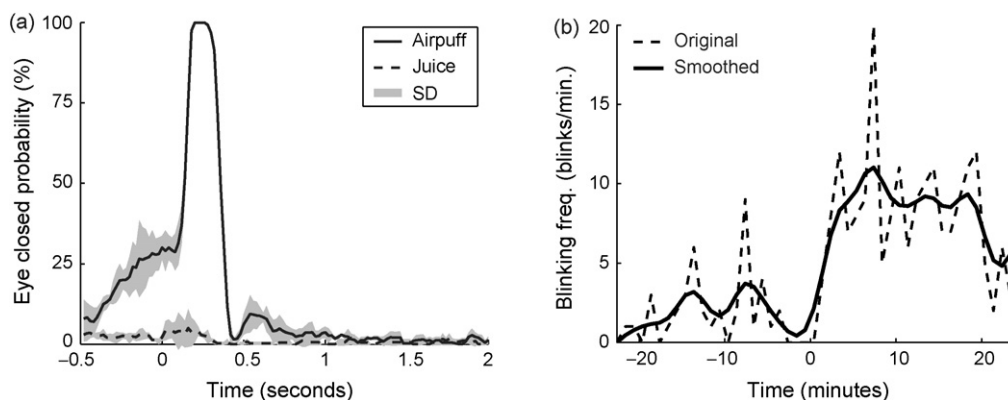 (a)
Eye closed probability (%)
100
75
50
25
0
–0.5
0
0.5
1
1.5
2
Time (seconds)
Airpuff
Juice
SD
(b)
Blinking freq. (blinks/min.)
20
15
10
5
0
–20
–10
0
10
20
Time (minutes)
Original
Smoothed